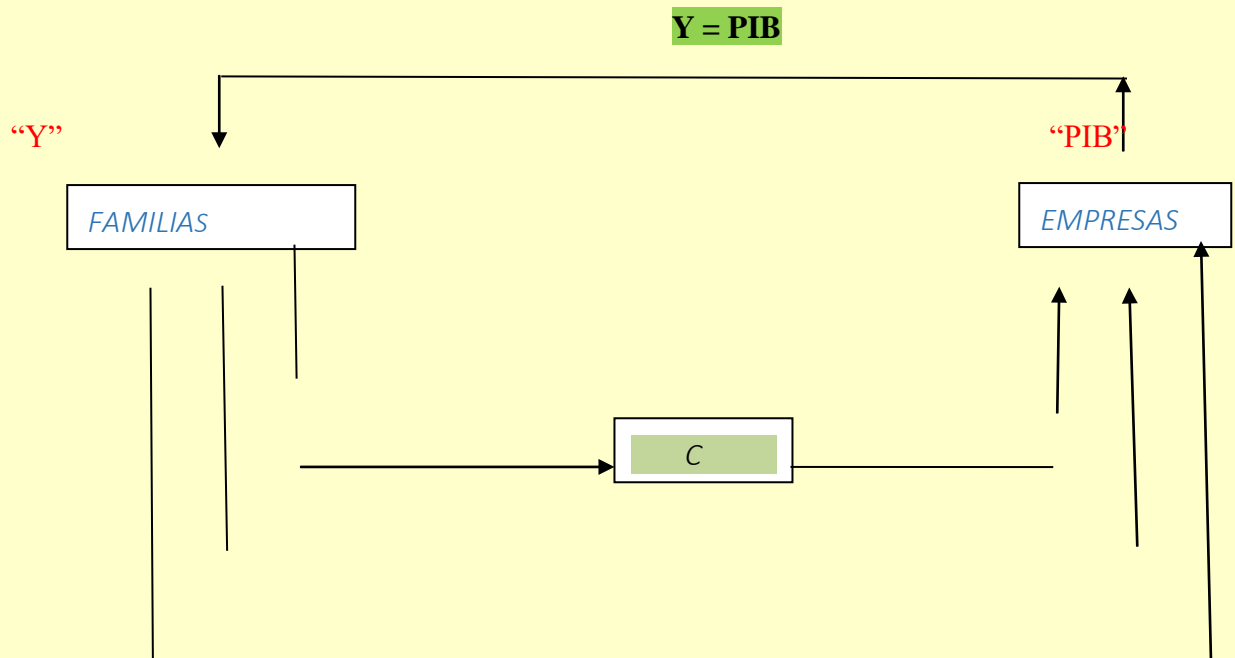 Y = PIB
“Y”
“PIB”
FAMILIAS
EMPRESAS
C